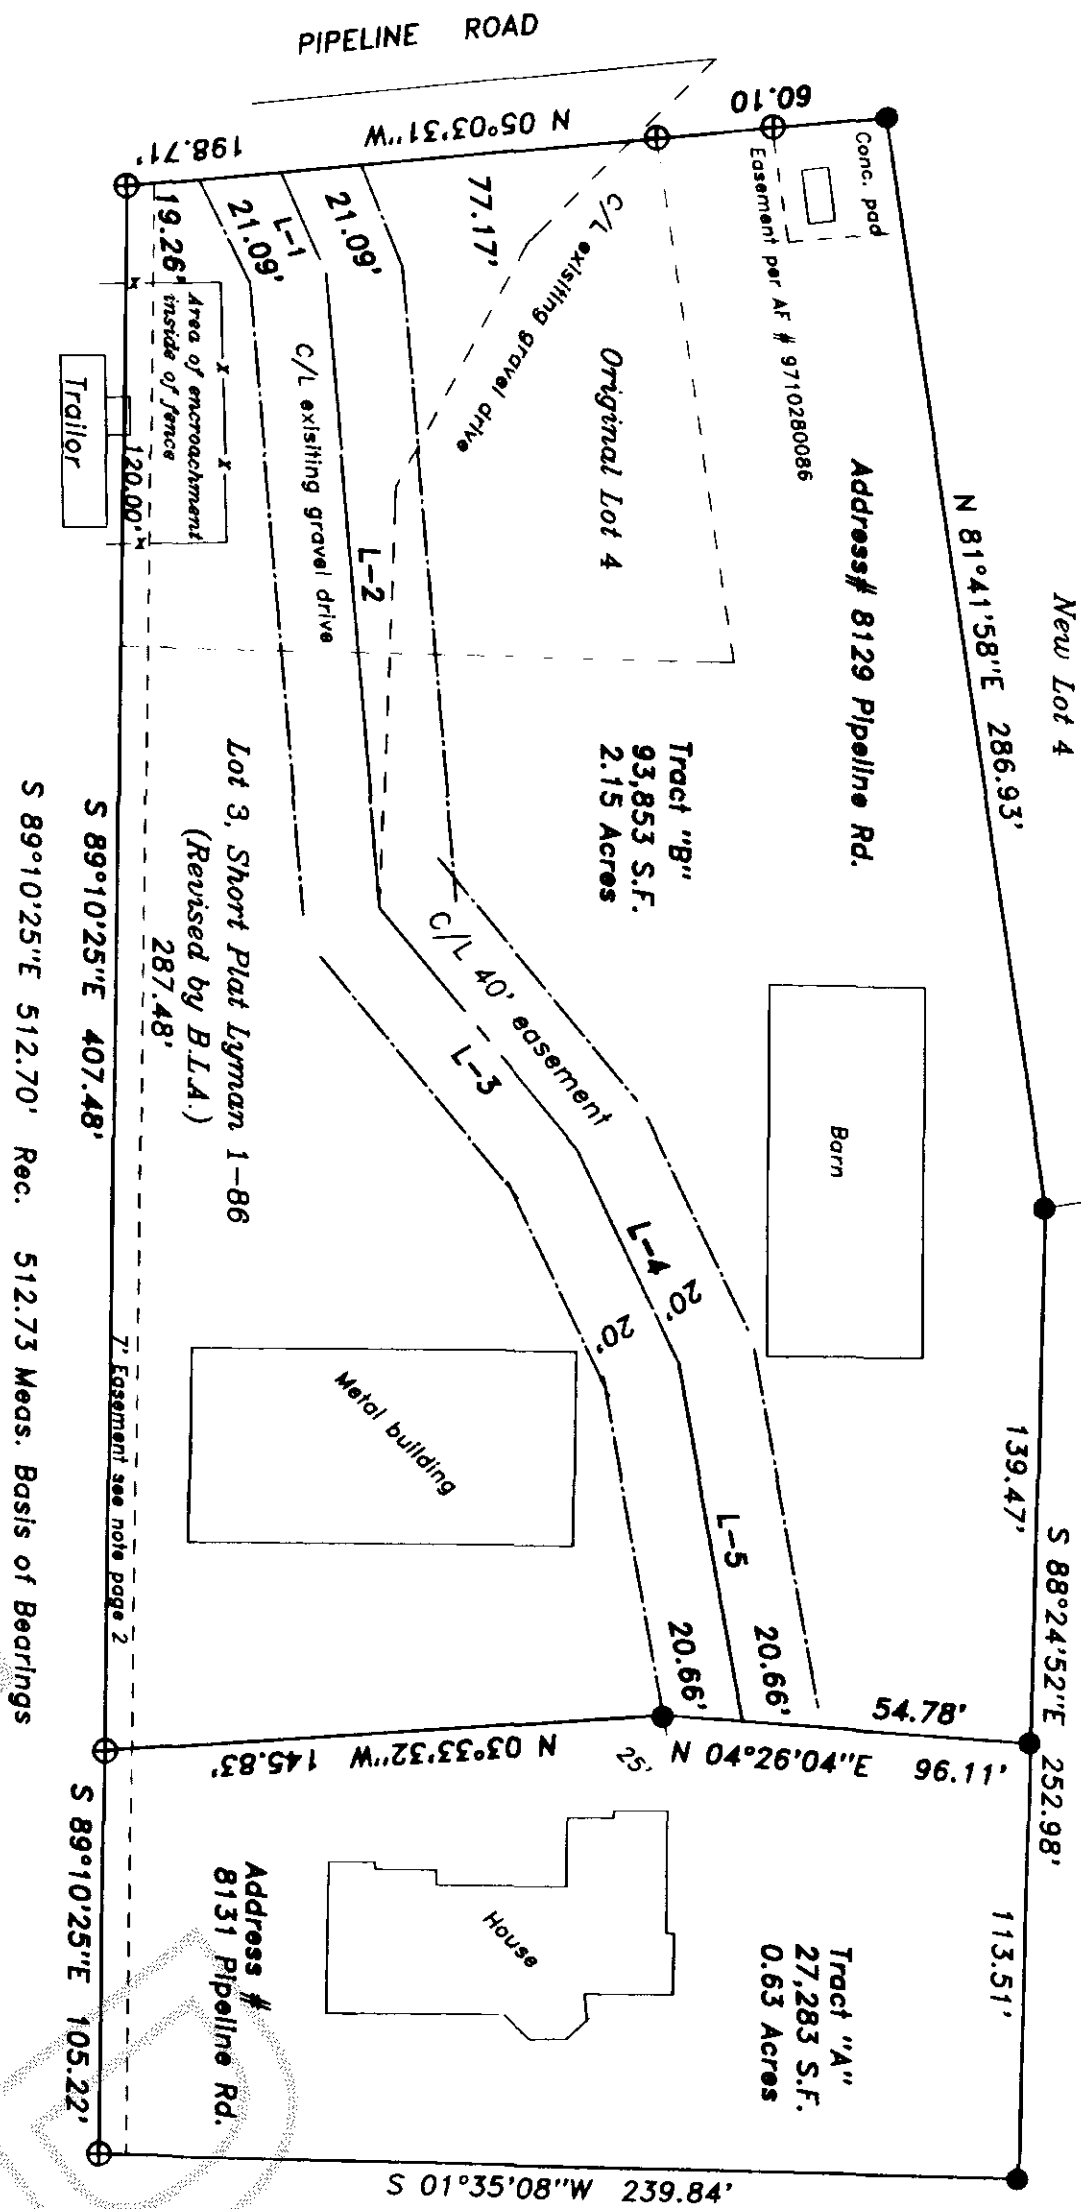 PIPELINE ROAD
N 05°03'31"W
198.71'
60.10
Conc. pad
Easement per AF # 9710280086
19.26'
21.09'
L-1
21.09'
77.17'
C/L exisiting gravel drive
Original Lot 4
Address# 8129 Pipeline Rd.
N 81°41'58"E 286.93'
New Lot 4
Area of encroachment
inside of fence
x
x
x
x
Trailor
120.00'
C/L exisiting gravel drive
L-2
Tract "B"
93,853 S.F.
2.15 Acres
Lot 3, Short Plat Lyman 1-86
(Revised by B.L.A.)
287.48'
S 89°10'25"E 407.48'
S 89°10'25"E 512.70' Rec. 512.73 Meas. Basis of Bearings
C/L 40' easement
L-3
L-4
20'
20'
Barn
Metal building
7' Easement see note page 2
L-5
20.66'
20.66'
54.78'
139.47'
S 88°24'52"E 252.98'
N 03°33'32"W
145.83'
25'
N 04°26'04"E 96.11'
S 89°10'25"E 105.22'
Address #
8131 Pipeline Rd.
House
Tract "A"
27,283 S.F.
0.63 Acres
113.51'
S 01°35'08"W 239.84'